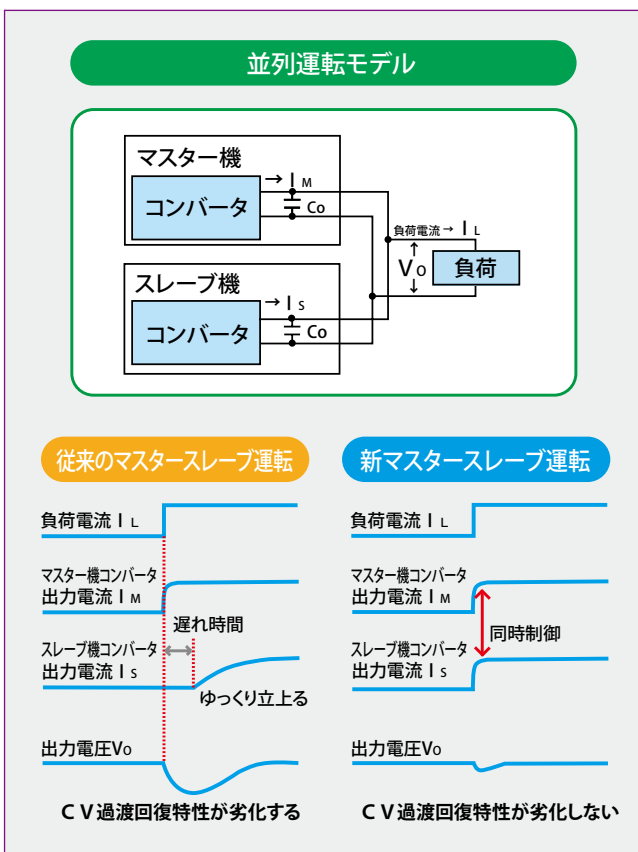 並列運転モデル
マスター機
コンバータ
→ I M
Co
負荷電流→ I L
Vo
負荷
スレーブ機
コンバータ
→ I s
Co
従来のマスタースレーブ運転
負荷電流 I L
マスター機コンバータ
出力電流 I M
遅れ時間
スレーブ機コンバータ
出力電流 I s
ゆっくり立上る
出力電圧Vo
CV過渡回復特性が劣化する
新マスタースレーブ運転
負荷電流 I L
マスター機コンバータ
出力電流 I M
同時制御
スレーブ機コンバータ
出力電流 I s
出力電圧Vo
CV過渡回復特性が劣化しない